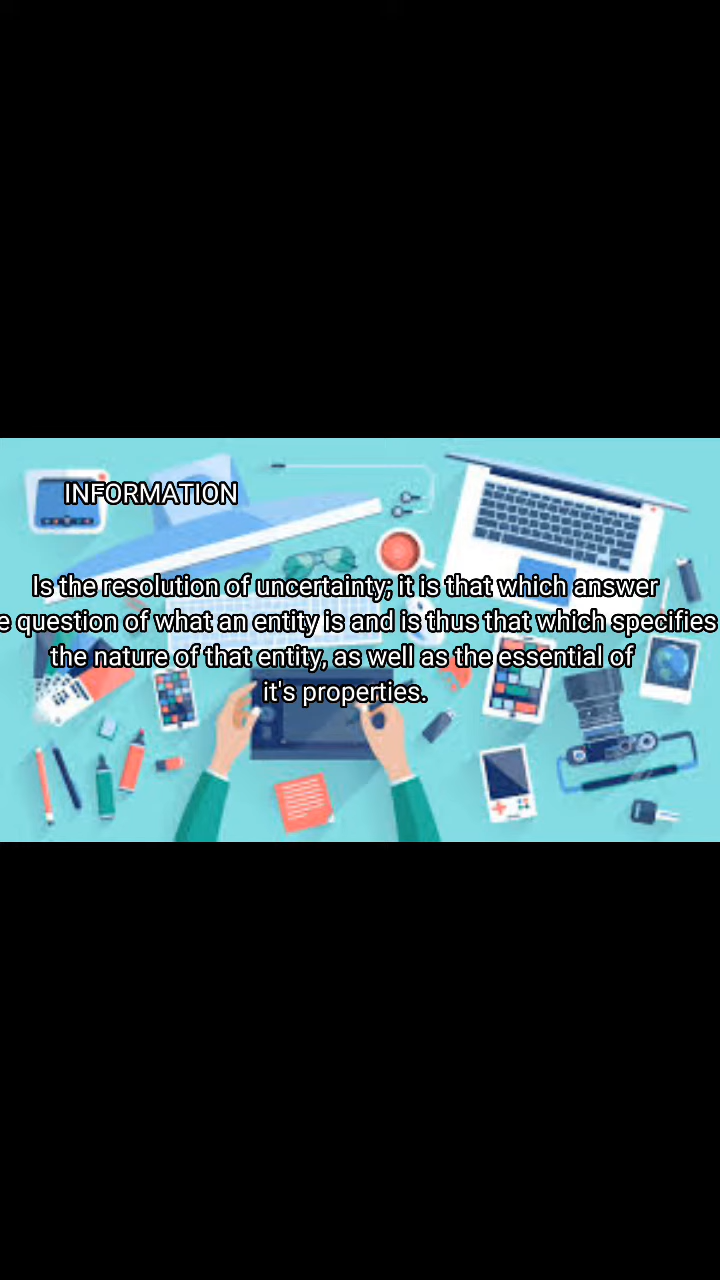 INFORMATION
Is the resolution of uncertainty; it is that which answer
e question of what an entity is and is thus that which specifies
the nature of that entity, as well as the essential of
it's properties.